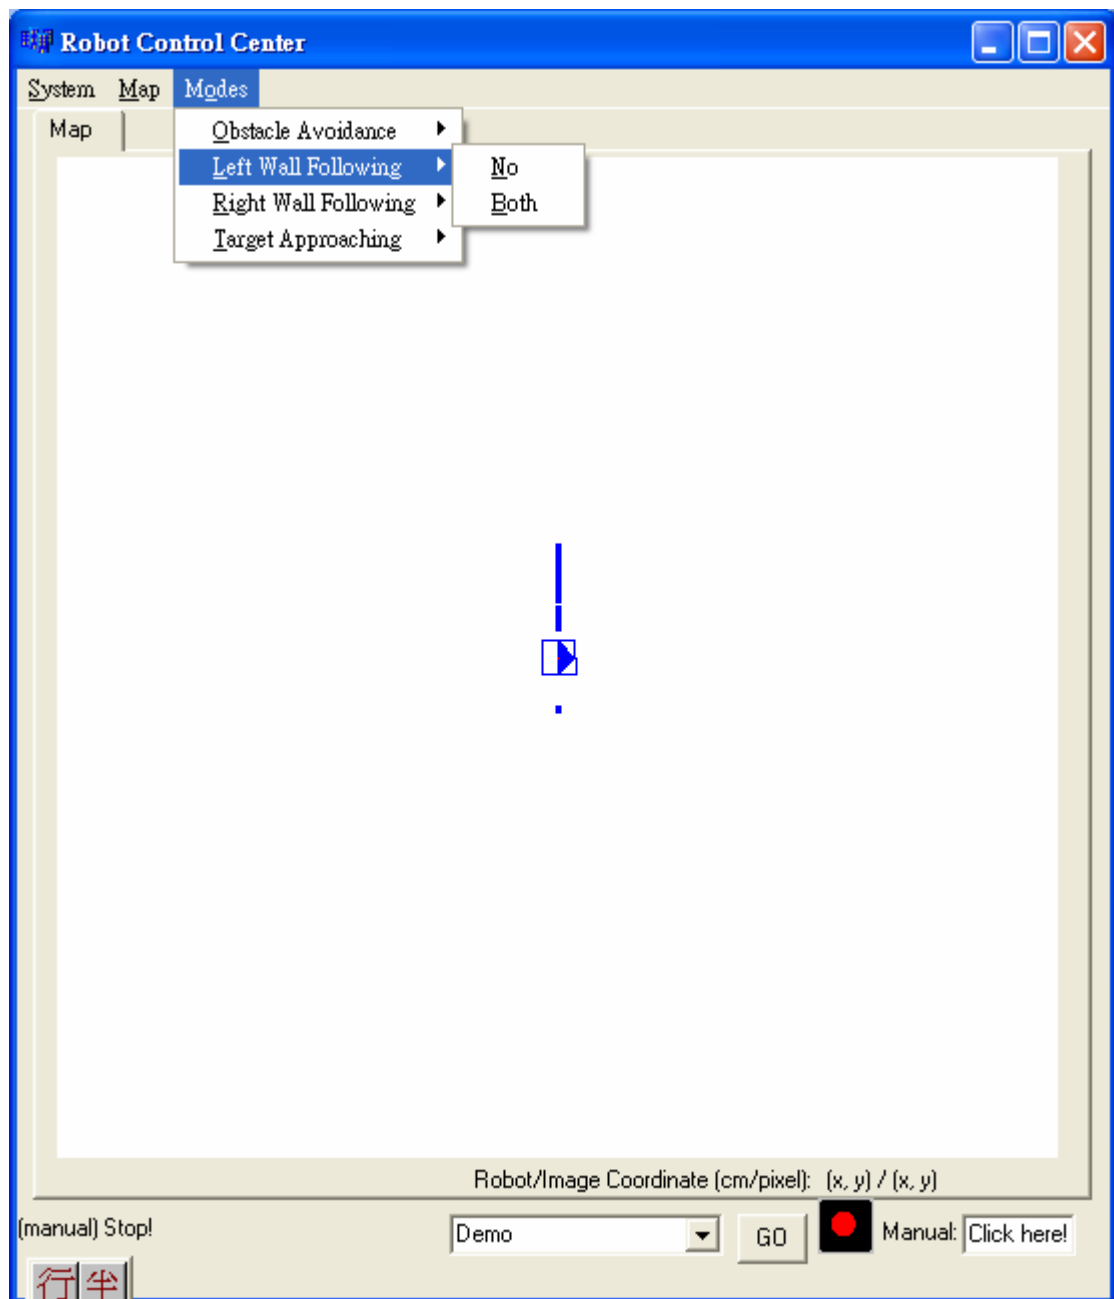 Robot Control Center
System Map Modes
Map
Obstacle Avoidance
Left Wall Following
Right Wall Following
Target Approaching
No
Both
Robot/Image Coordinate (cm/pixel): (x, y) / (x, y)
(manual) Stop!
Demo
GO
Manual: Click here!
行 半